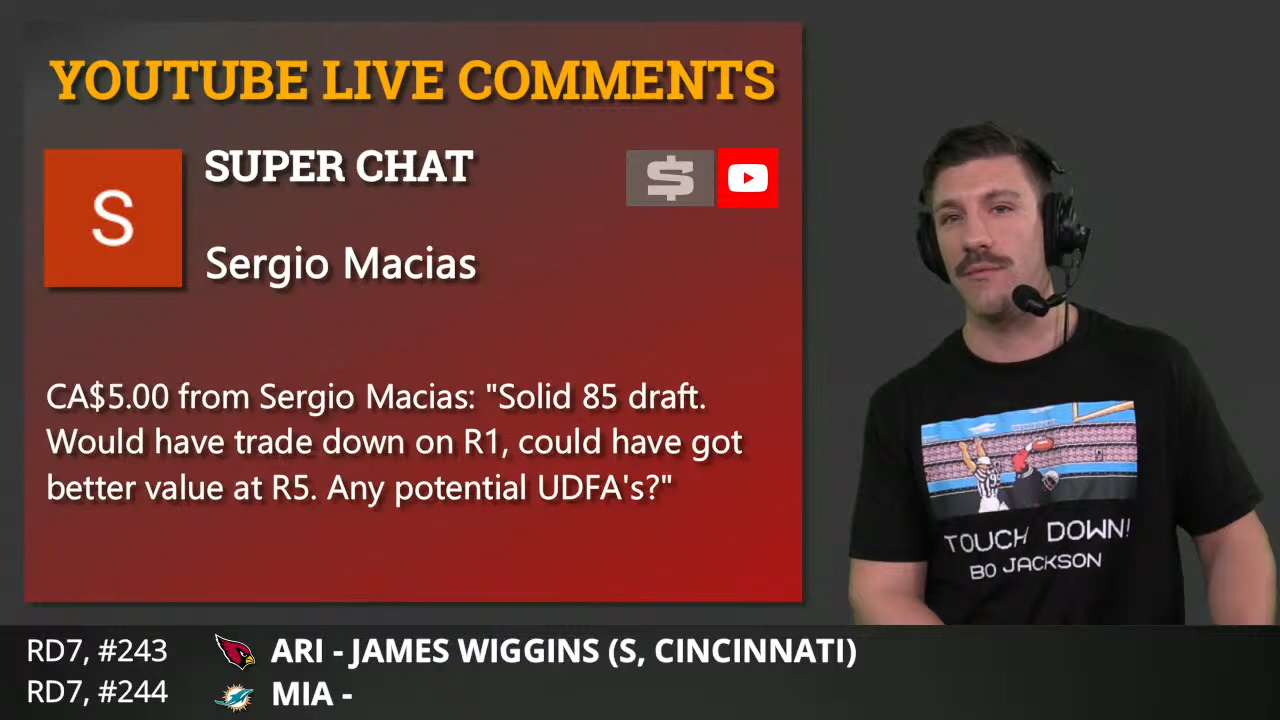 YOUTUBE LIVE COMMENTS
S
SUPER CHAT
$
Sergio Macias
CA$5.00 from Sergio Macias: "Solid 85 draft.
Would have trade down on R1, could have got
better value at R5. Any potential UDFA's?"
TOUCH DOWN!
BO JACKSON
RD7, #243 ARI - JAMES WIGGINS (S, CINCINNATI)
RD7, #244 MIA -